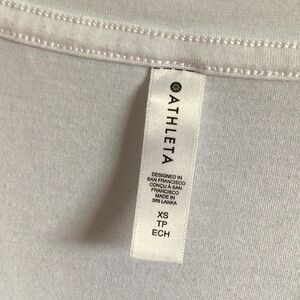 ATHLETA
DESIGNED IN
SAN FRANCISCO
CONÇU À SAN
FRANCISCO
MADE IN
SRI LANKA
XS
TP
ECH